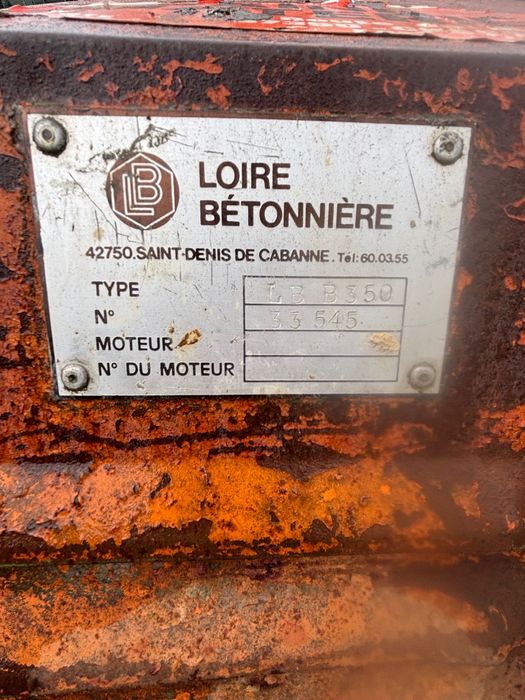 LB
LOIRE
BÉTONNIÈRE
42750.SAINT-DENIS DE CABANNE. Tél: 60.03.55
TYPE LB B350
N° 33 545
MOTEUR
N° DU MOTEUR